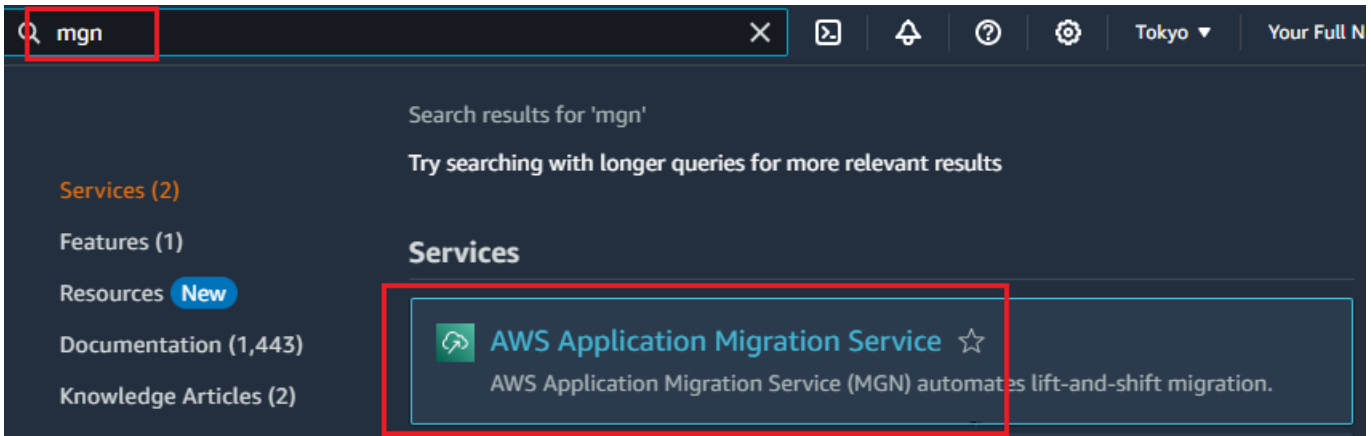 mgn
Tokyo ▼
Your Full N
Search results for 'mgn'
Try searching with longer queries for more relevant results
Services (2)
Features (1)
Resources New
Documentation (1,443)
Knowledge Articles (2)
Services
AWS Application Migration Service
AWS Application Migration Service (MGN) automates lift-and-shift migration.